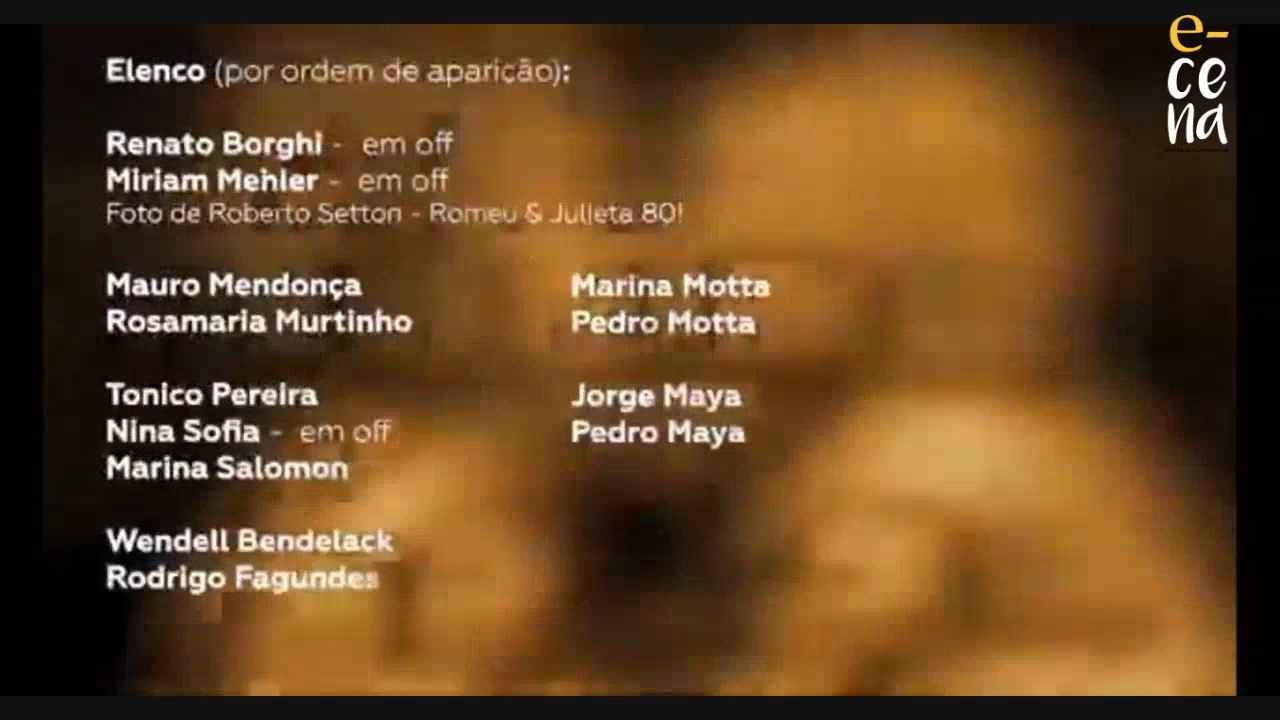 Elenco (por ordem de aparição):
Renato Borghi - em off
Miriam Mehler - em off
Foto de Roberto Setton - Romeu & Julieta 80!
Mauro Mendonça
Rosamaria Murtinho
Tonico Pereira
Nina Sofia - em off
Marina Salomon
Wendell Bendelack
Rodrigo Fagundes
Marina Motta
Pedro Motta
Jorge Maya
Pedro Maya
e-
ce
na